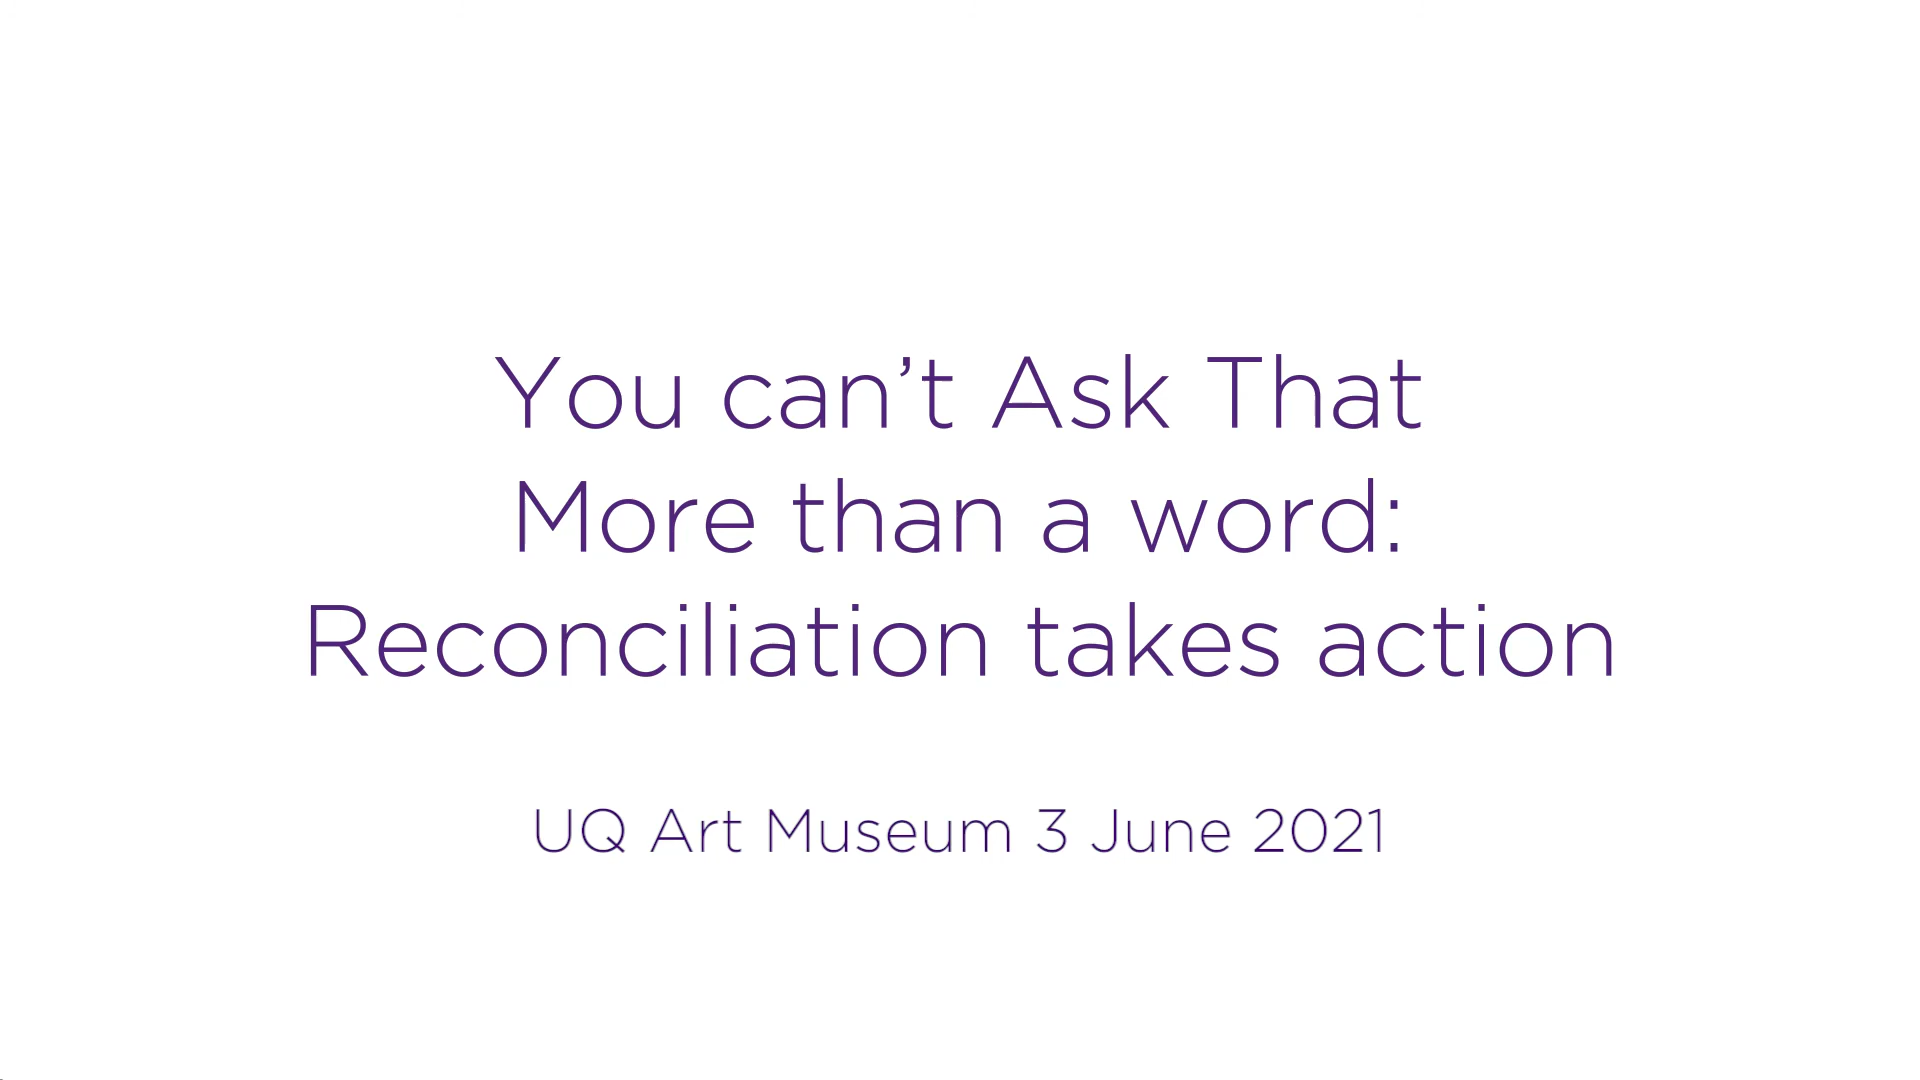 You can’t Ask That
More than a word:
Reconciliation takes action
UQ Art Museum 3 June 2021